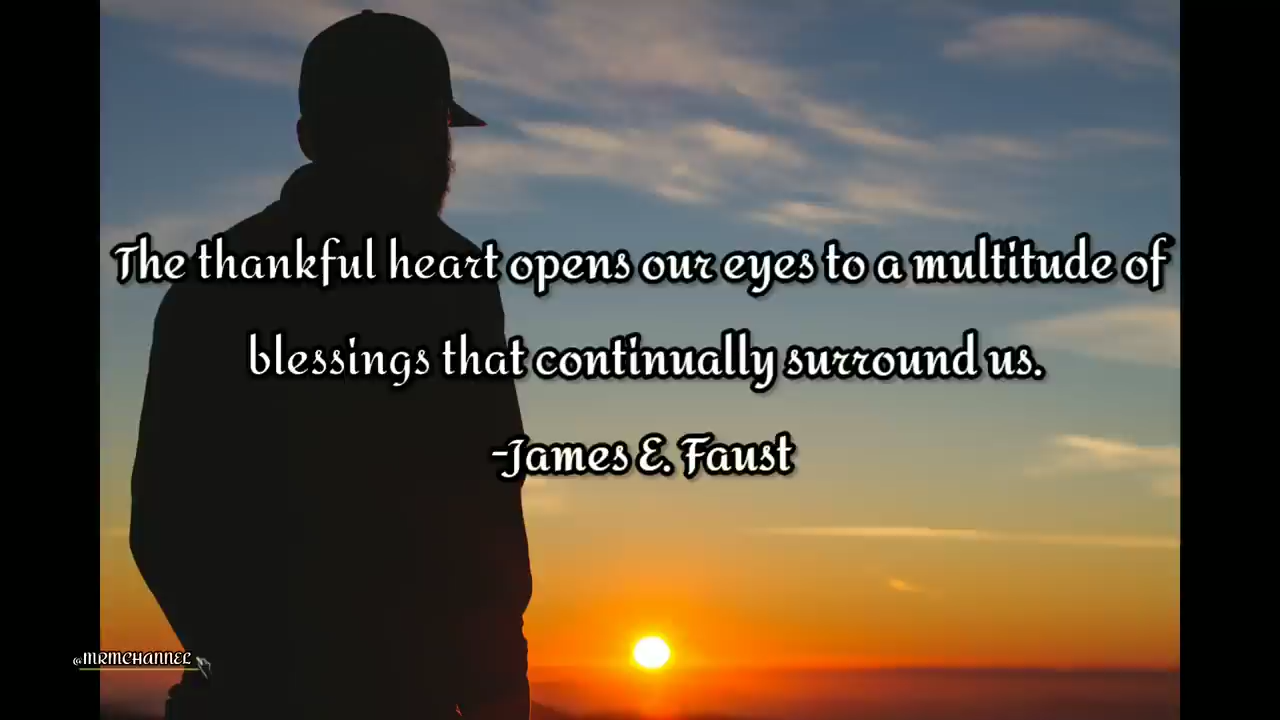 The thankful heart opens our eyes to a multitude of
blessings that continually surround us.
-James E. Faust
@MRMCHANNEL